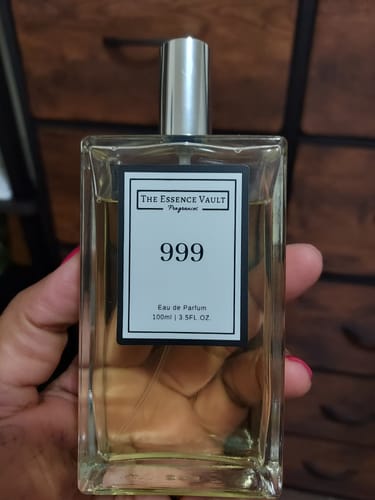 THE ESSENCE VAULT
Fragrances
999
Eau de Parfum
100ml | 3.5FL OZ.